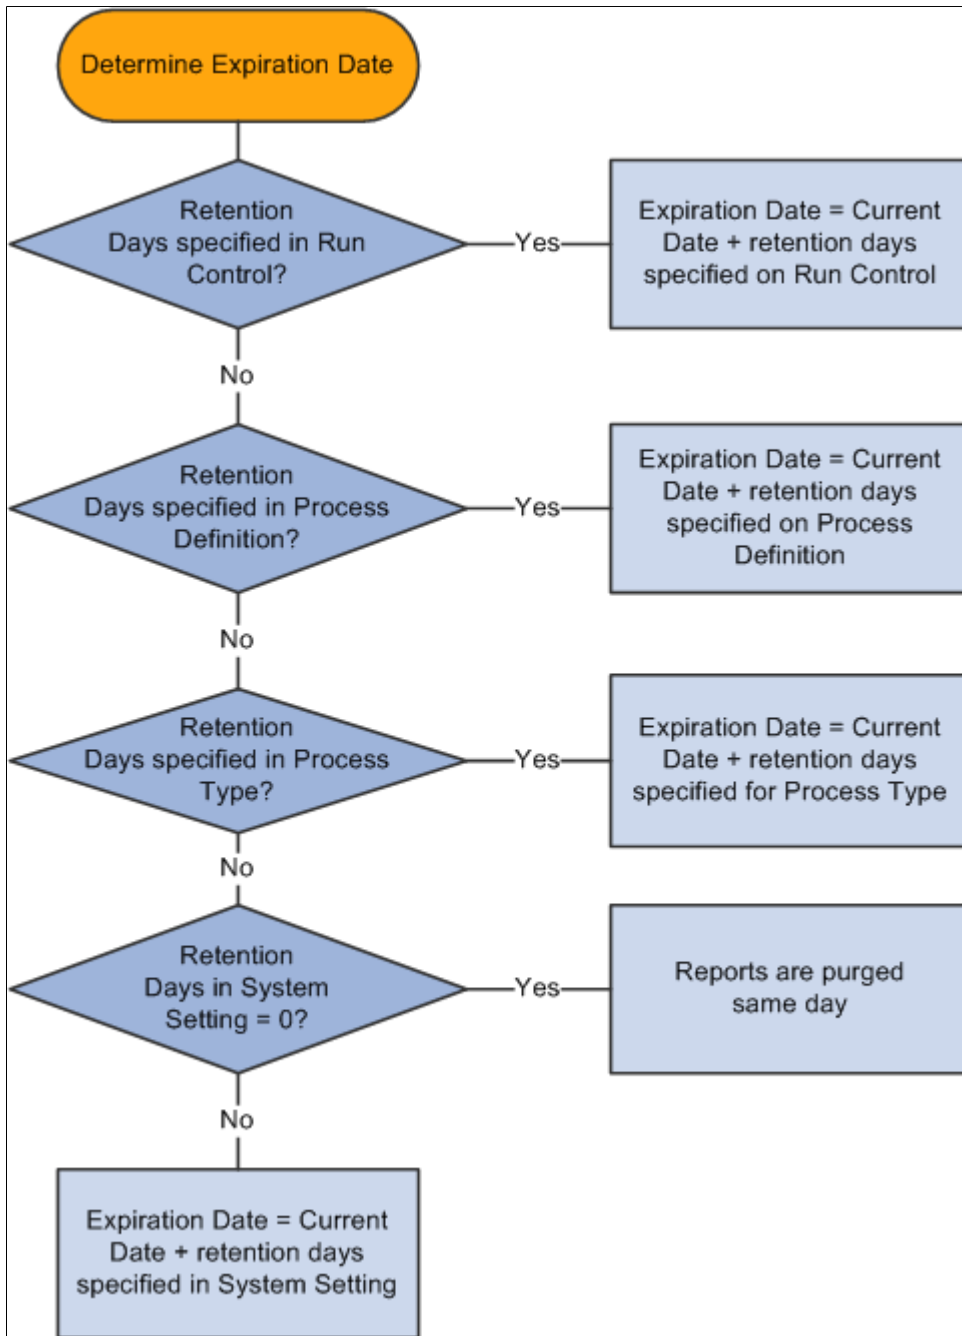 Determine Expiration Date
Retention
Days specified in Run
Control?
Yes
Expiration Date = Current
Date + retention days
specified on Run Control
No
Retention
Days specified in Process
Definition?
Yes
Expiration Date = Current
Date + retention days
specified on Process
Definition
No
Retention
Days specified in Process
Type?
Yes
Expiration Date = Current
Date + retention days
specified for Process Type
No
Retention
Days in System
Setting = 0?
Yes
Reports are purged
same day
No
Expiration Date = Current
Date + retention days
specified in System Setting